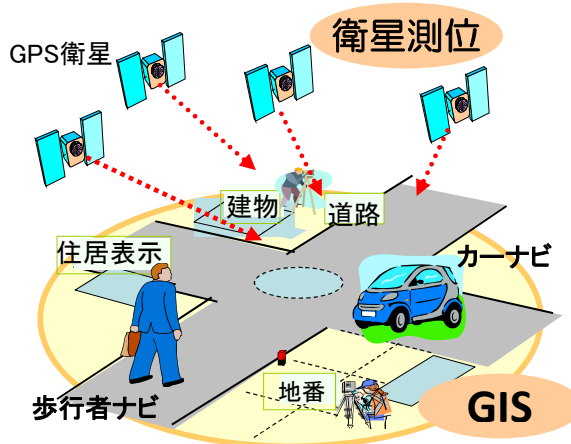 衛星測位
GPS衛星
建物
道路
住居表示
カーナビ
地番
歩行者ナビ
GIS